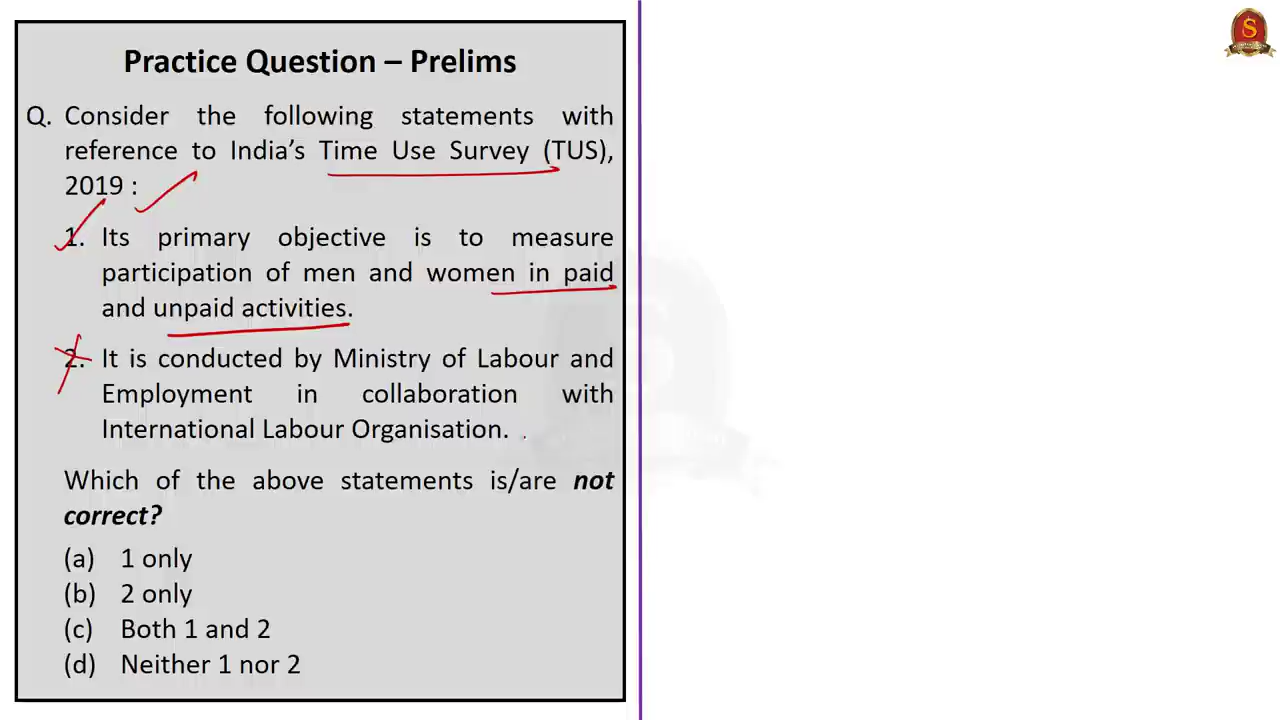 Practice Question – Prelims
Q. Consider the following statements with
reference to India’s Time Use Survey (TUS),
2019 :
1. Its primary objective is to measure
participation of men and women in paid
and unpaid activities.
2. It is conducted by Ministry of Labour and
Employment in collaboration with
International Labour Organisation.
Which of the above statements is/are not
correct?
(a) 1 only
(b) 2 only
(c) Both 1 and 2
(d) Neither 1 nor 2
S